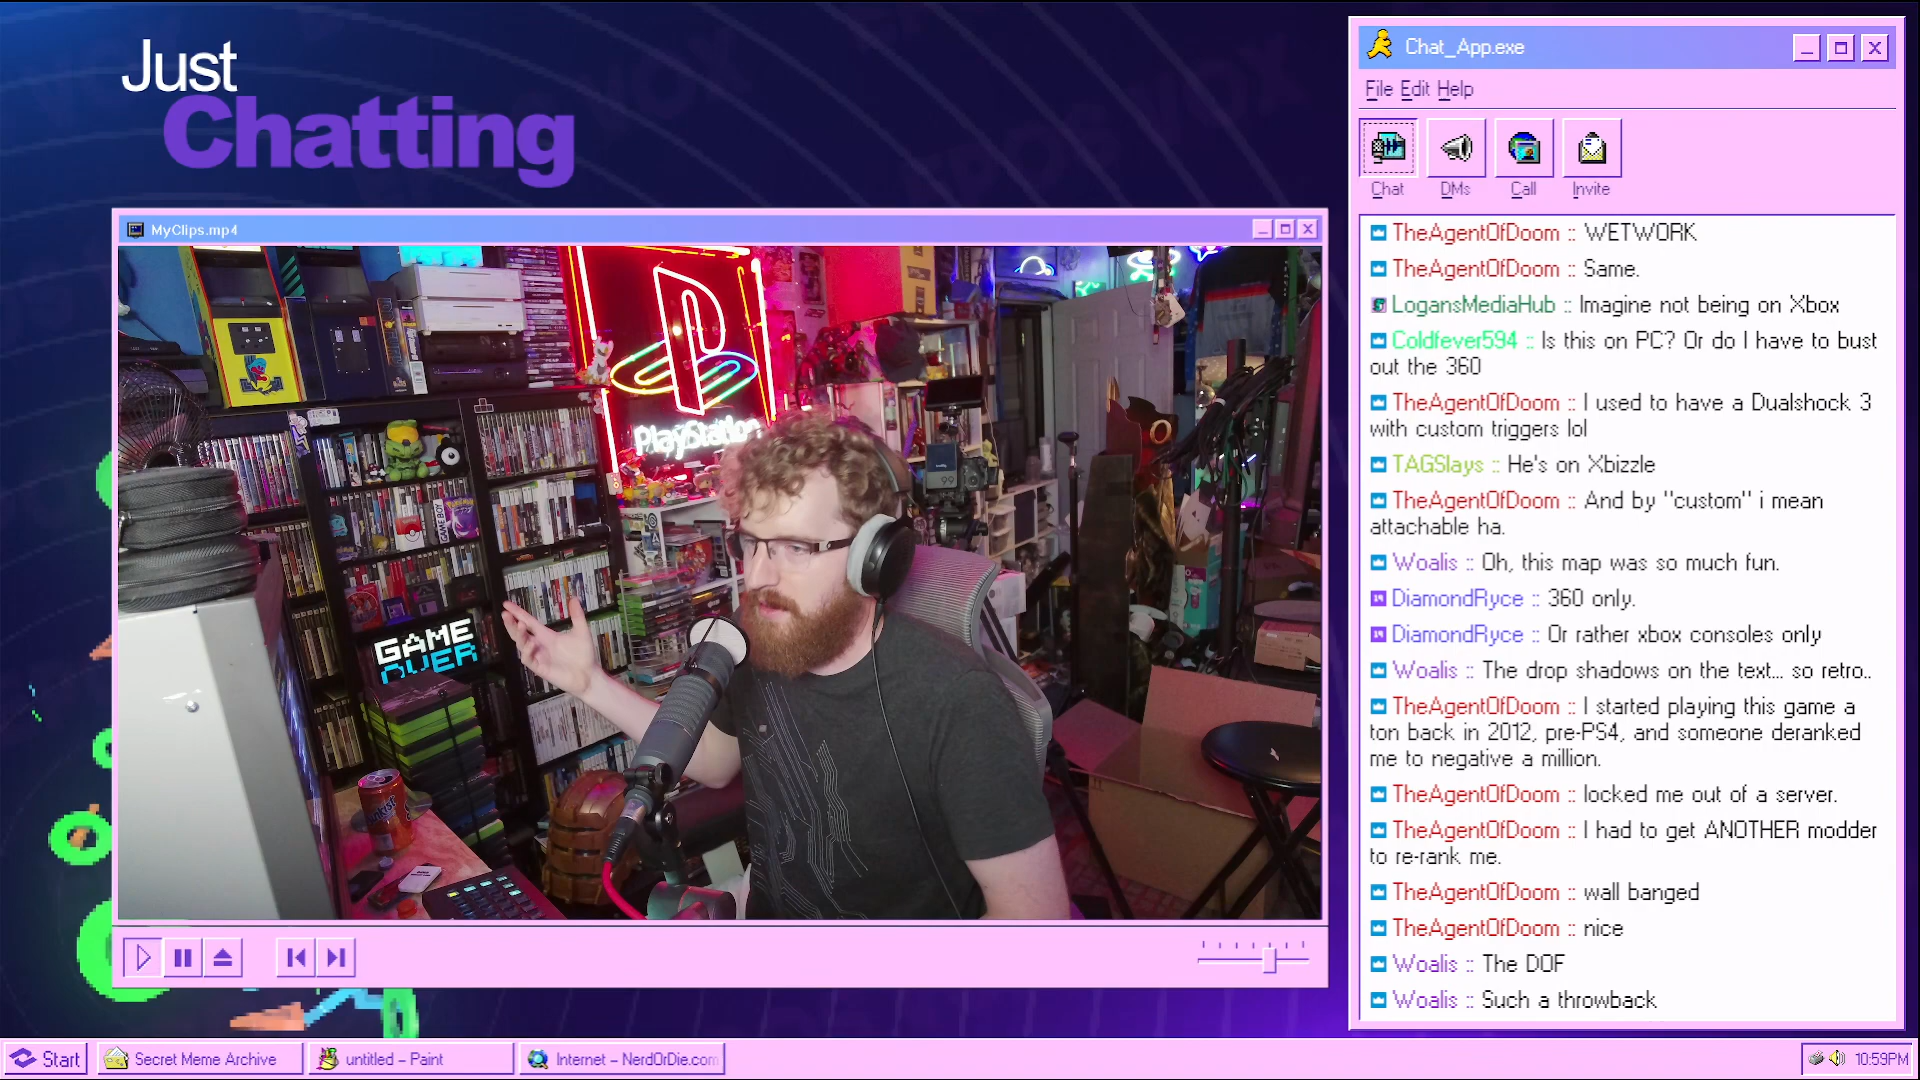 Just
Chatting
MyClips.mp4
PlayStation
GAME
OVER
GAME BOY
99
Chat_App.exe
File Edit Help
Chat DMs Call Invite
TheAgentOfDoom :: WETWORK
TheAgentOfDoom :: Same.
LogansMediaHub :: Imagine not being on Xbox
Coldfever594 :: Is this on PC? Or do I have to bust
out the 360
TheAgentOfDoom :: I used to have a Dualshock 3
with custom triggers lol
TAGSlays :: He's on Xbizzle
TheAgentOfDoom :: And by "custom" i mean
attachable ha.
Woalis :: Oh, this map was so much fun.
DiamondRyce :: 360 only.
DiamondRyce :: Or rather xbox consoles only
Woalis :: The drop shadows on the text... so retro..
TheAgentOfDoom :: I started playing this game a
ton back in 2012, pre-PS4, and someone deranked
me to negative a million.
TheAgentOfDoom :: locked me out of a server.
TheAgentOfDoom :: I had to get ANOTHER modder
to re-rank me.
TheAgentOfDoom :: wall banged
TheAgentOfDoom :: nice
Woalis :: The DOF
Woalis :: Such a throwback
Start
Secret Meme Archive
untitled - Paint
Internet - NerdOrDie.com
10:59PM